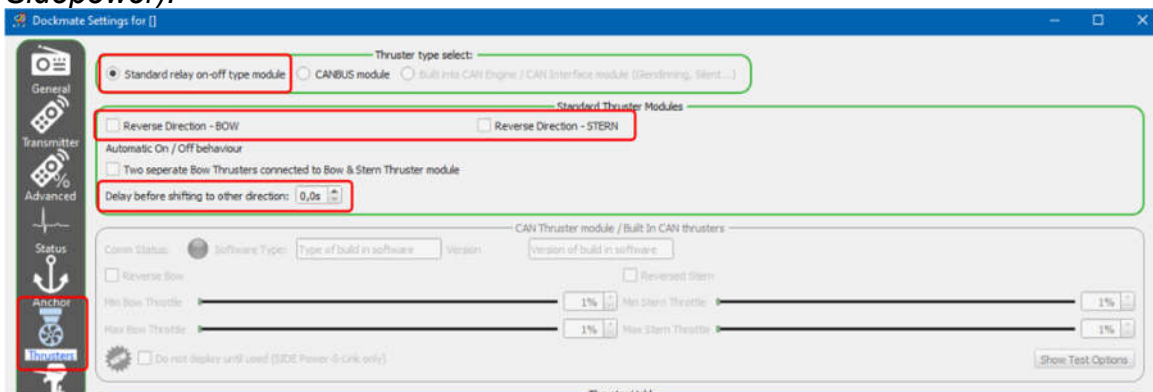 Sidepower).
Dockmate Settings for []
General
Transmitter
Advanced
Status
Anchor
Thrusters
Thruster type select:
Standard relay on-off type module CANBUS module Built into CAN Engine / CAN Interface module (Glendinning, Silent...)
Standard Thruster Modules
Reverse Direction - BOW Reverse Direction - STERN
Automatic On / Off behaviour
Two seperate Bow Thrusters connected to Bow & Stern Thruster module
Delay before shifting to other direction: 0,0s
CAN Thruster module / Built In CAN thrusters
Comm Status: Software Type: Type of build in software Version Version of build in software
Reverse Bow Reversed Stern
Min Bow Throttle 1% Min Stern Throttle 1%
Max Bow Throttle 1% Max Stern Throttle 1%
Do not deploy until used (SIDE Power-S-Link only) Show Test Options